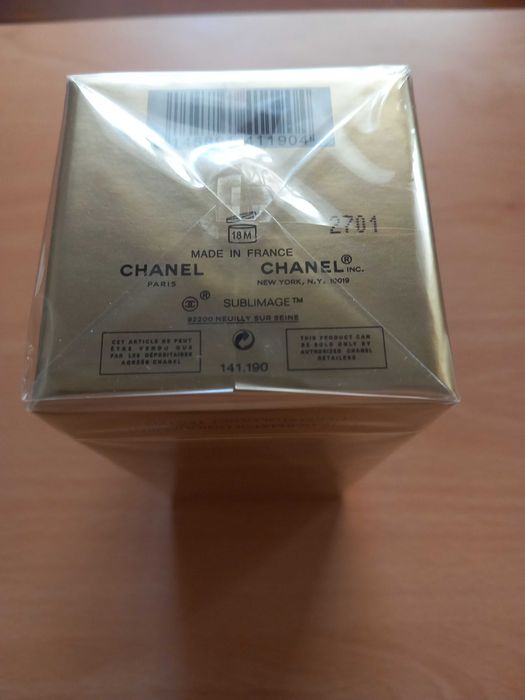 111904
2701
18M
MADE IN FRANCE
CHANEL CHANEL® INC.
PARIS NEW YORK, N.Y. 10019
® SUBLIMAGE™
92200 NEUILLY SUR SEINE
CET ARTICLE NE PEUT
ÊTRE VENDU QUE
PAR LES DÉPOSITAIRES
AGRÉÉS CHANEL
THIS PRODUCT CAN
BE SOLD ONLY BY
AUTHORIZED CHANEL
RETAILERS
141.190